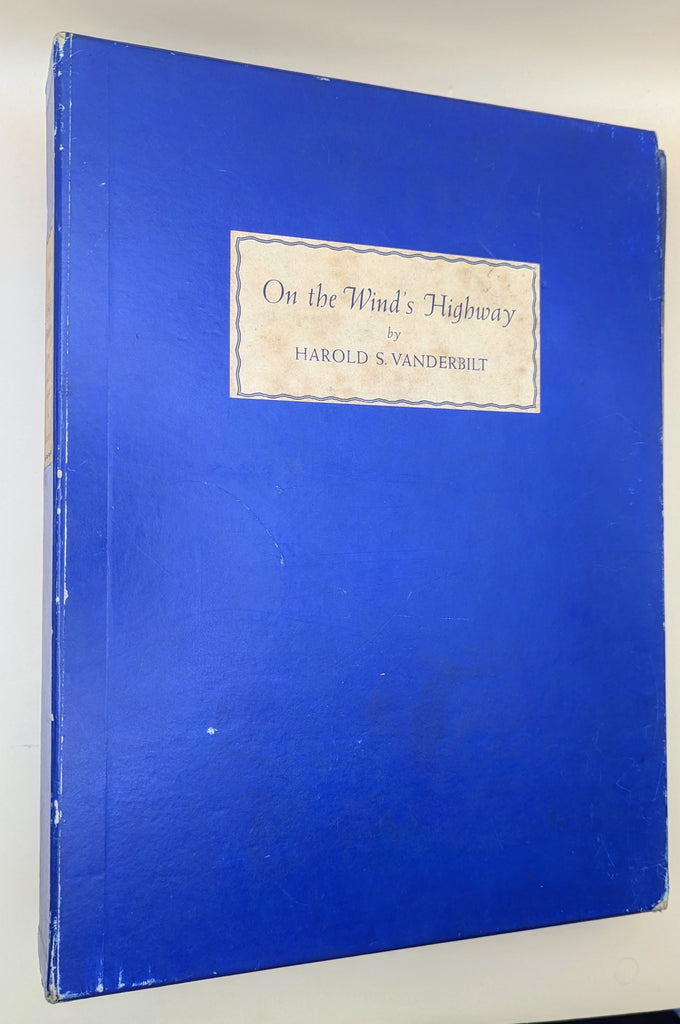 On the Wind's Highway
by
HAROLD S. VANDERBILT